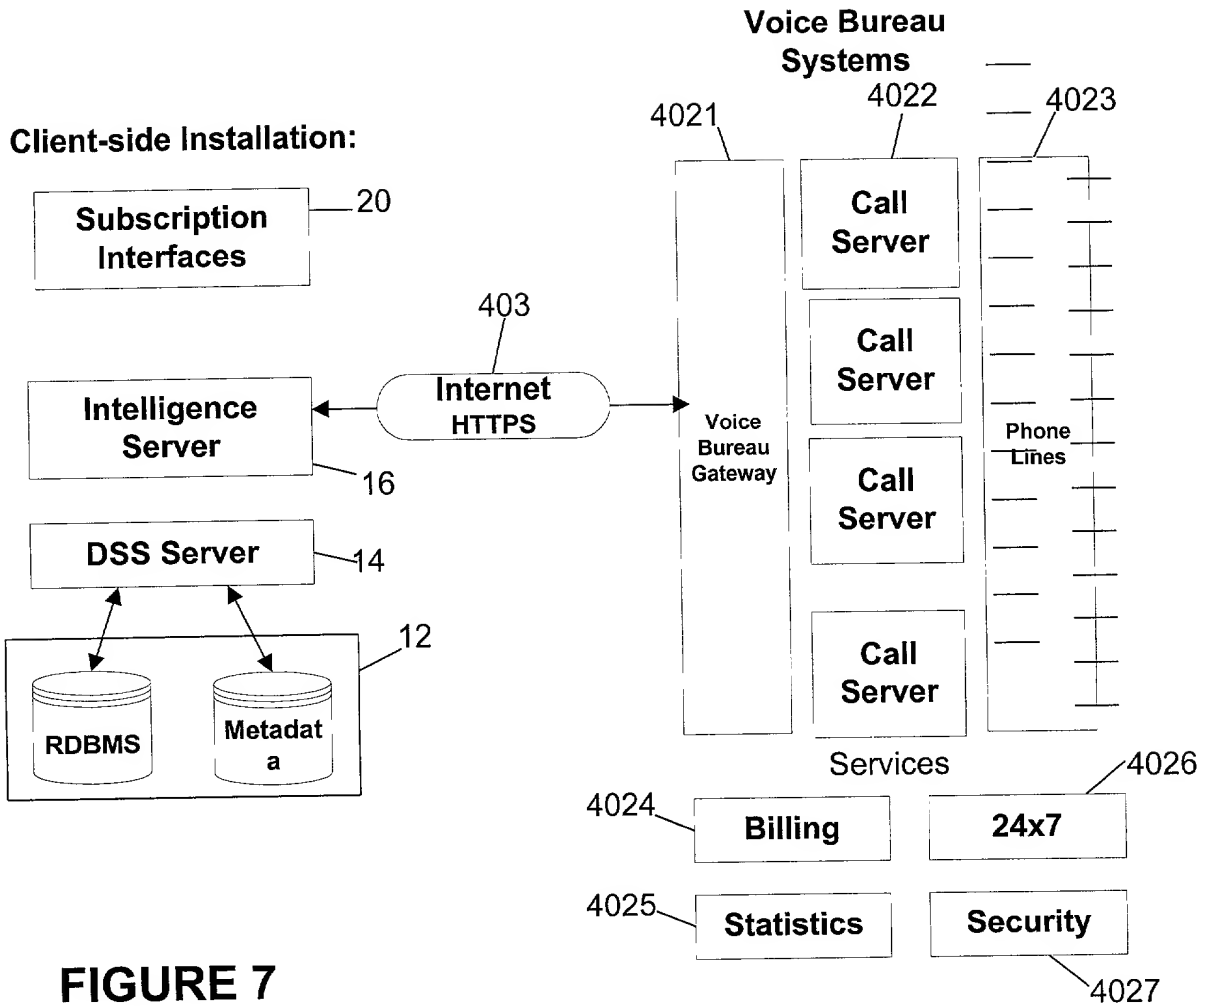 Voice Bureau
Systems
4021
4022
4023
Client-side Installation:
Subscription
Interfaces
20
403
Internet
HTTPS
Intelligence
Server
16
DSS Server
14
12
RDBMS
Metadat
a
Voice
Bureau
Gateway
Call
Server
Call
Server
Call
Server
Call
Server
Phone
Lines
Services
4024
Billing
4026
24x7
4025
Statistics
Security
4027
FIGURE 7